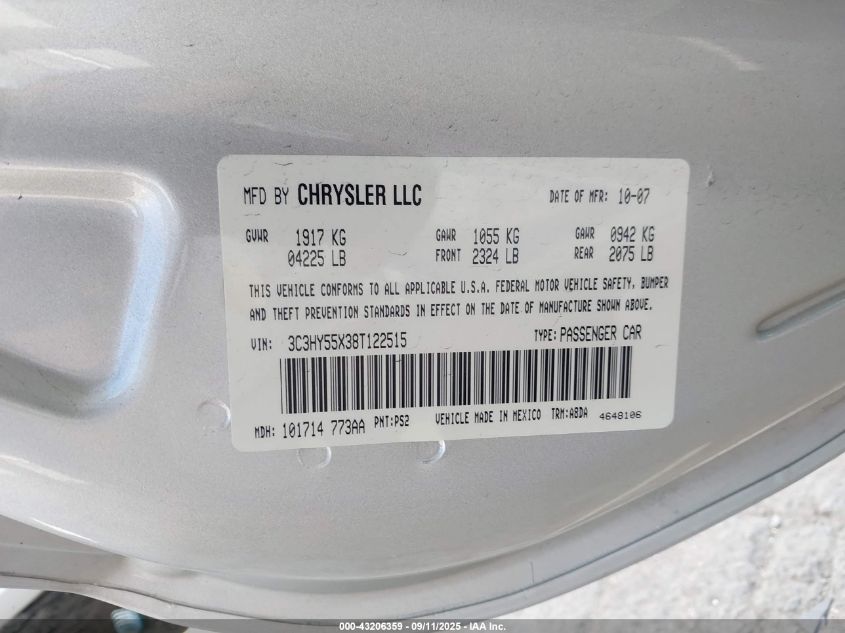 MFD BY CHRYSLER LLC DATE OF MFR: 10-07
GVWR 1917 KG GAWR 1055 KG GAWR 0942 KG
04225 LB FRONT 2324 LB REAR 2075 LB
THIS VEHICLE CONFORMS TO ALL APPLICABLE U.S.A. FEDERAL MOTOR VEHICLE SAFETY, BUMPER
AND THEFT PREVENTION STANDARDS IN EFFECT ON THE DATE OF MANUFACTURE SHOWN ABOVE.
VIN: 3C3HY55X38T122515 TYPE: PASSENGER CAR
MDH: 101714 773AA PNT: PS2 VEHICLE MADE IN MEXICO TRM: A8DA 4648106
000-43206359 - 09/11/2025 - IAA Inc.